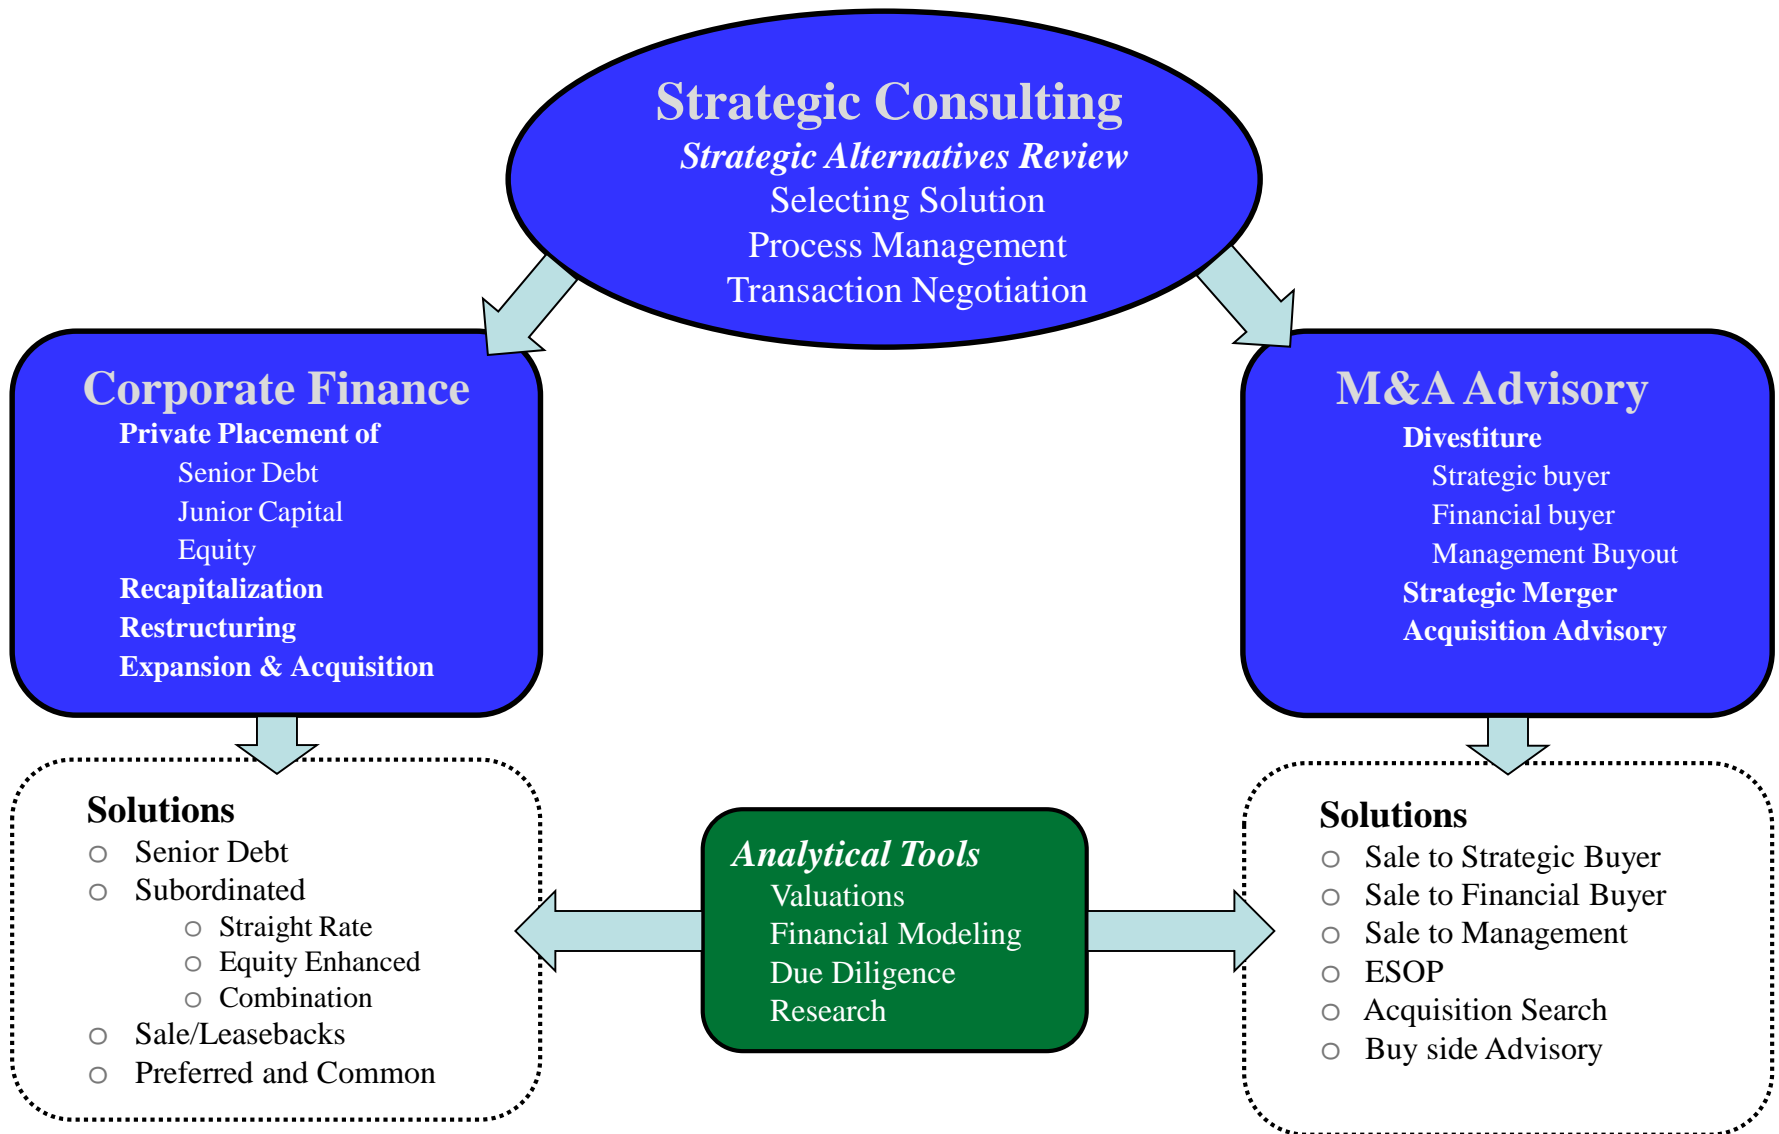 Strategic Consulting
Strategic Alternatives Review
Selecting Solution
Process Management
Transaction Negotiation
Corporate Finance
Private Placement of
Senior Debt
Junior Capital
Equity
Recapitalization
Restructuring
Expansion & Acquisition
M&A Advisory
Divestiture
Strategic buyer
Financial buyer
Management Buyout
Strategic Merger
Acquisition Advisory
Solutions
Senior Debt
Subordinated
Straight Rate
Equity Enhanced
Combination
Sale/Leasebacks
Preferred and Common
Analytical Tools
Valuations
Financial Modeling
Due Diligence
Research
Solutions
Sale to Strategic Buyer
Sale to Financial Buyer
Sale to Management
ESOP
Acquisition Search
Buy side Advisory